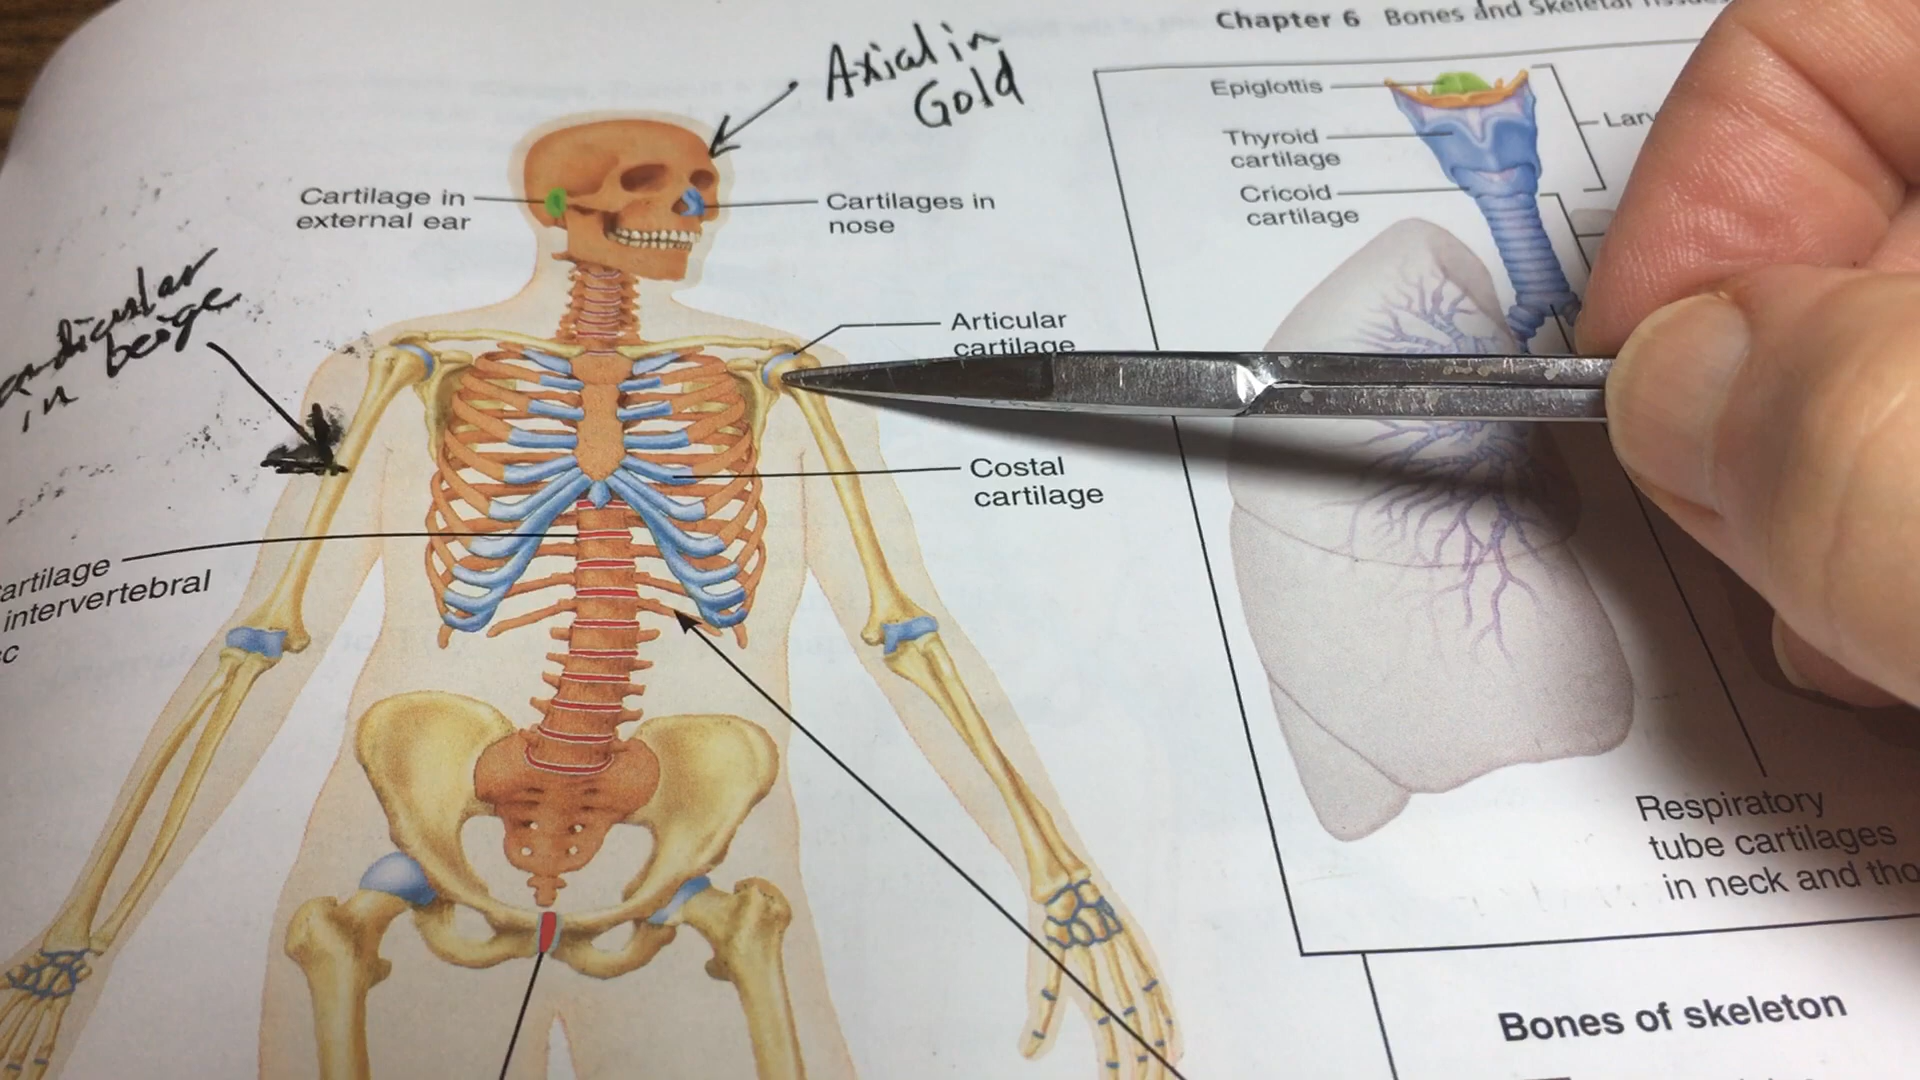 Chapter 6 Bones and Skeletal
Axial in
Gold
Epiglottis
Thyroid
cartilage
Cricoid
cartilage
Cartilage in
external ear
Cartilages in
nose
in beige
Articular
cartilage
Costal
cartilage
artilage
intervertebral
Respiratory
tube cartilages
in neck and tho
Bones of skeleton